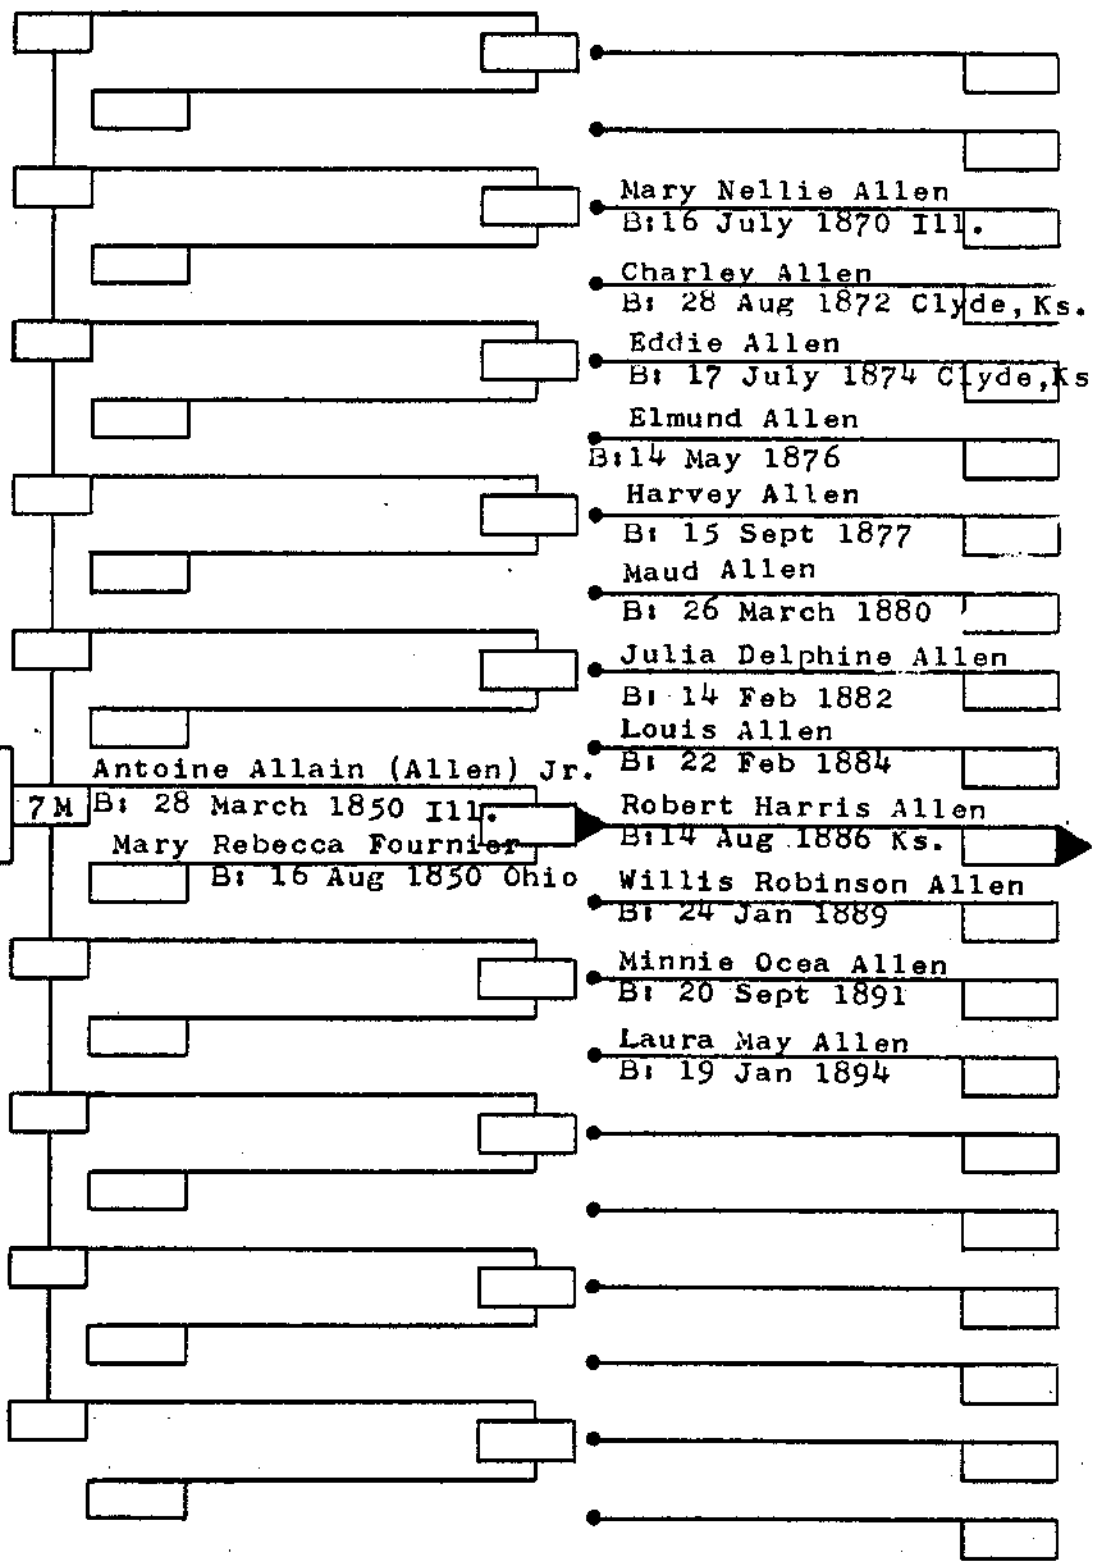 Antoine Allain (Allen) Jr.
7 M
B: 28 March 1850 Ill.
Mary Rebecca Fournier
B: 16 Aug 1850 Ohio
Mary Nellie Allen
B:16 July 1870 Ill.
Charley Allen
B: 28 Aug 1872 Clyde,Ks.
Eddie Allen
B: 17 July 1874 Clyde,Ks
Elmund Allen
B:14 May 1876
Harvey Allen
B: 15 Sept 1877
Maud Allen
B: 26 March 1880
Julia Delphine Allen
B: 14 Feb 1882
Louis Allen
B: 22 Feb 1884
Robert Harris Allen
B:14 Aug 1886 Ks.
Willis Robinson Allen
B: 24 Jan 1889
Minnie Ocea Allen
B: 20 Sept 1891
Laura May Allen
B: 19 Jan 1894